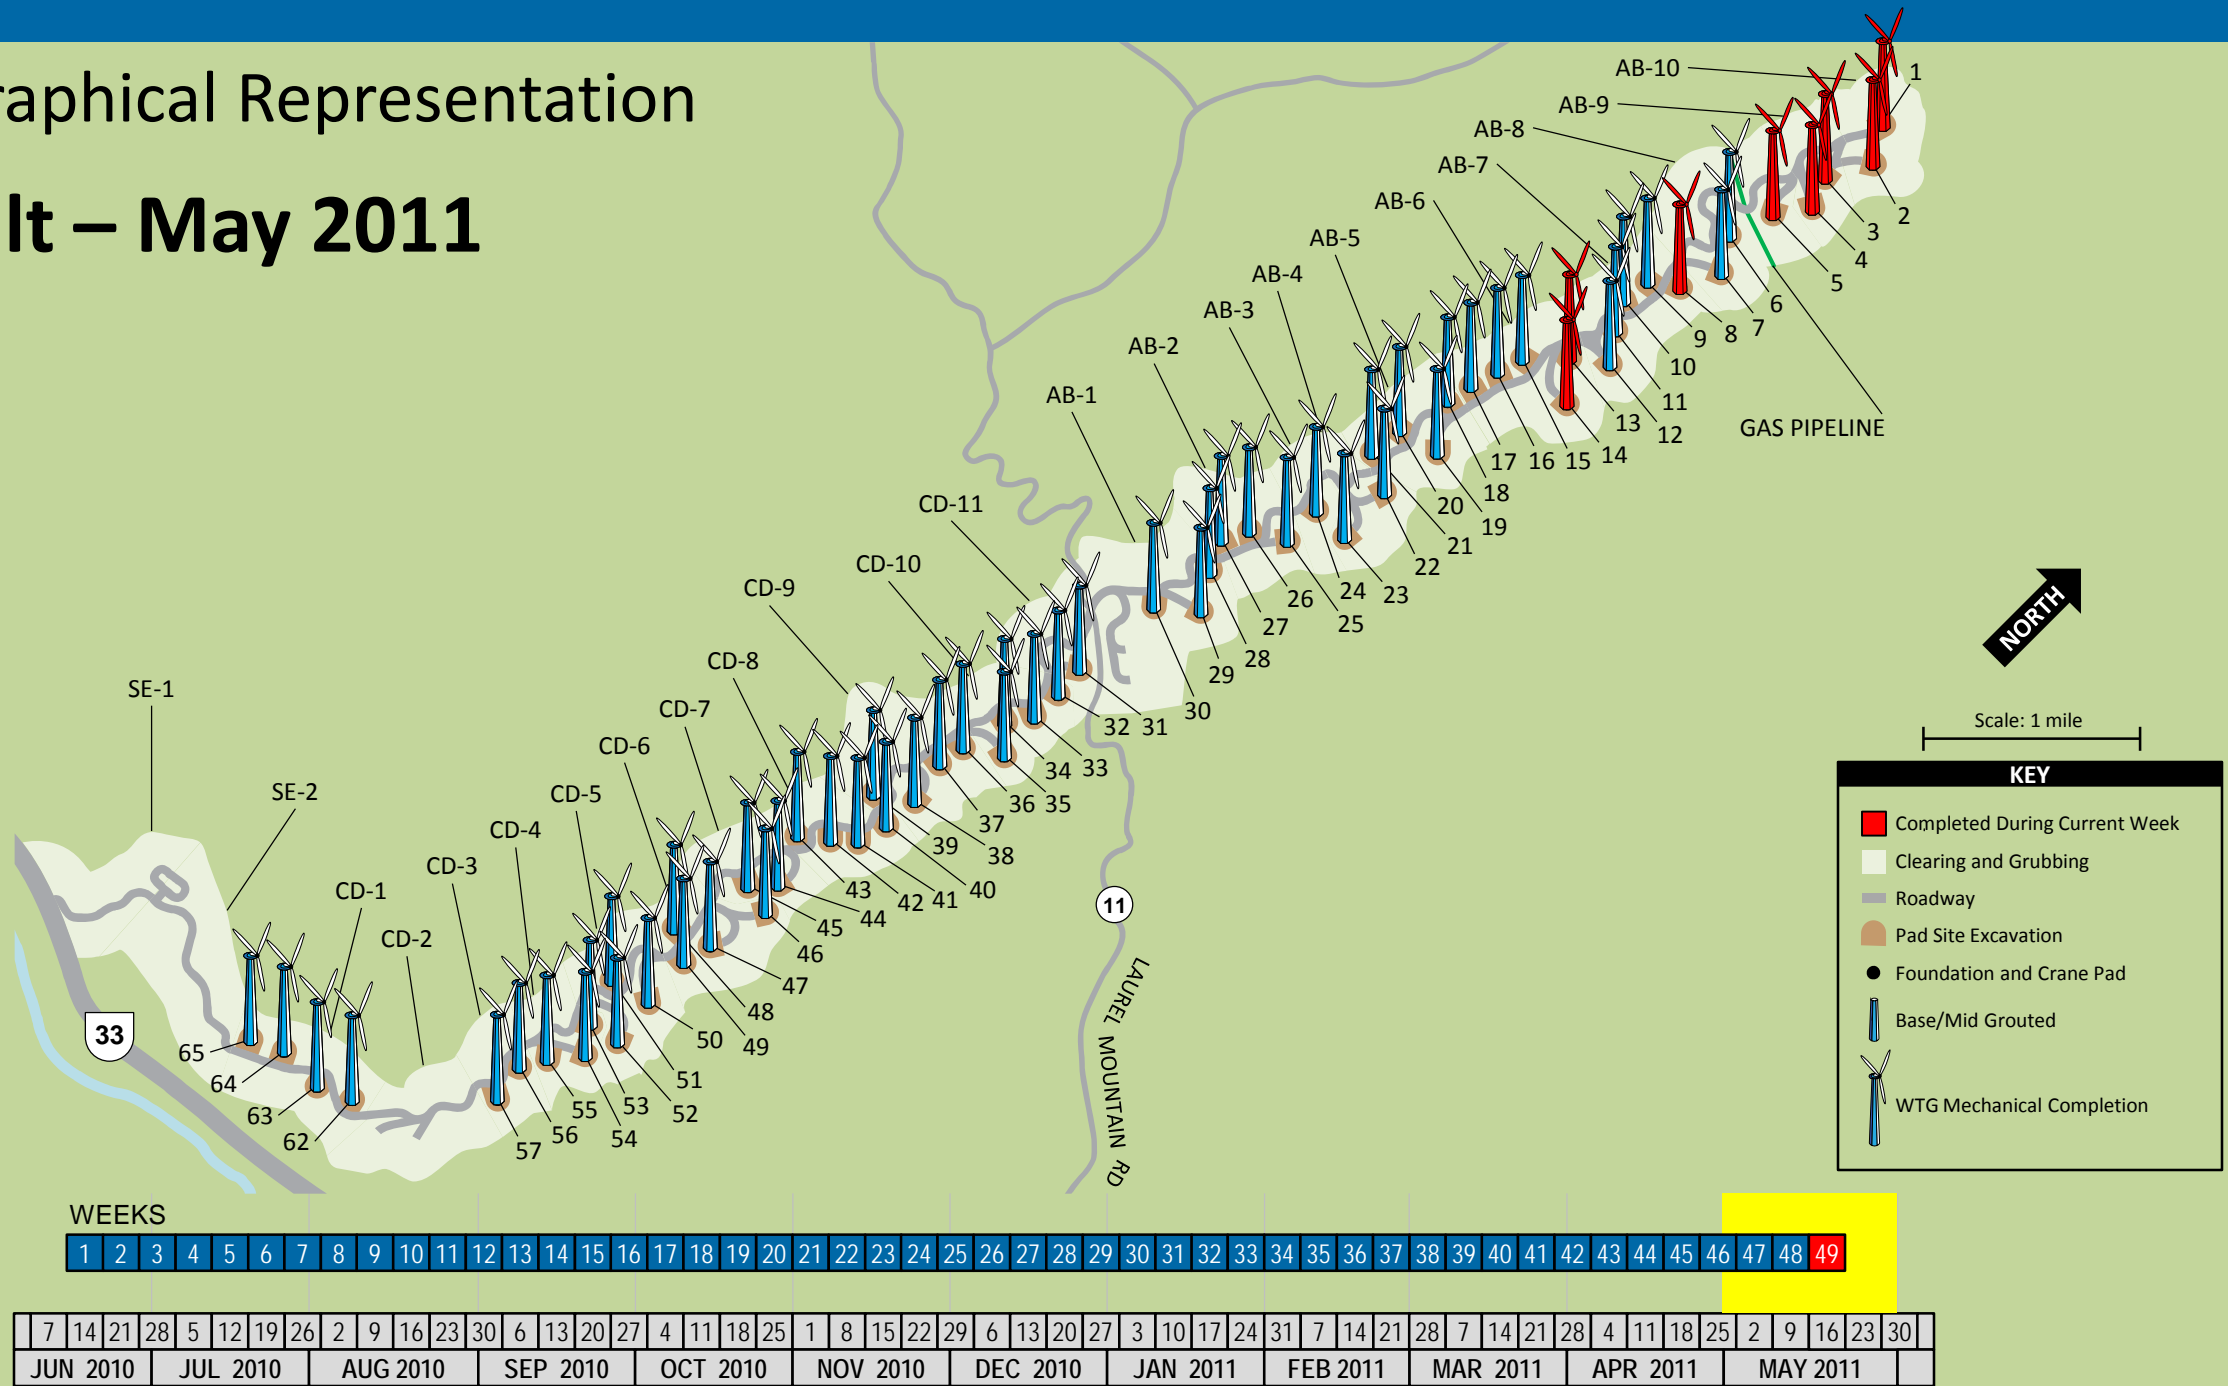 raphical Representation
lt – May 2011
AB-10
1
AB-9
AB-8
AB-7
AB-6
2
3
4
5
6
7
8
9
10
AB-5
AB-4
AB-3
AB-2
AB-1
11
12
13
14
15
16
17
18
19
20
21
22
23
24
25
26
27
28
29
30
GAS PIPELINE
CD-11
CD-10
CD-9
CD-8
CD-7
CD-6
CD-5
CD-4
CD-3
CD-2
CD-1
SE-2
SE-1
31
32
33
34
35
36
37
38
39
40
41
42
43
44
45
46
47
48
49
50
51
52
53
54
55
56
57
62
63
64
65
33
11
LAUREL MOUNTAIN RD
NORTH
Scale: 1 mile
KEY
Completed During Current Week
Clearing and Grubbing
Roadway
Pad Site Excavation
Foundation and Crane Pad
Base/Mid Grouted
WTG Mechanical Completion
WEEKS
1 2 3 4 5 6 7 8 9 10 11 12 13 14 15 16 17 18 19 20 21 22 23 24 25 26 27 28 29 30 31 32 33 34 35 36 37 38 39 40 41 42 43 44 45 46 47 48 49
7 14 21 28 5 12 19 26 2 9 16 23 30 6 13 20 27 4 11 18 25 1 8 15 22 29 6 13 20 27 3 10 17 24 31 7 14 21 28 7 14 21 28 4 11 18 25 2 9 16 23 30
JUN 2010 JUL 2010 AUG 2010 SEP 2010 OCT 2010 NOV 2010 DEC 2010 JAN 2011 FEB 2011 MAR 2011 APR 2011 MAY 2011